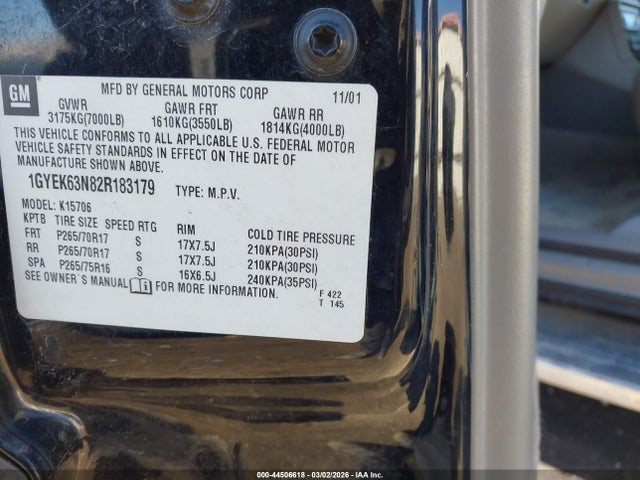 GM
MFD BY GENERAL MOTORS CORP 11/01
GVWR GAWR FRT GAWR RR
3175KG(7000LB) 1610KG(3550LB) 1814KG(4000LB)
THIS VEHICLE CONFORMS TO ALL APPLICABLE U.S. FEDERAL MOTOR
VEHICLE SAFETY STANDARDS IN EFFECT ON THE DATE OF
MANUFACTURE SHOWN ABOVE.
1GYEK63N82R183179 TYPE: M.P.V.
MODEL: K15706
KPTB TIRE SIZE SPEED RTG RIM COLD TIRE PRESSURE
FRT P265/70R17 S 17X7.5J 210KPA(30PSI)
RR P265/70R17 S 17X7.5J 210KPA(30PSI)
SPA P265/75R16 S 16X6.5J 240KPA(35PSI)
SEE OWNER'S MANUAL FOR MORE INFORMATION.
F 422
T 145
000-44506618 - 03/02/2026 - IAA Inc.